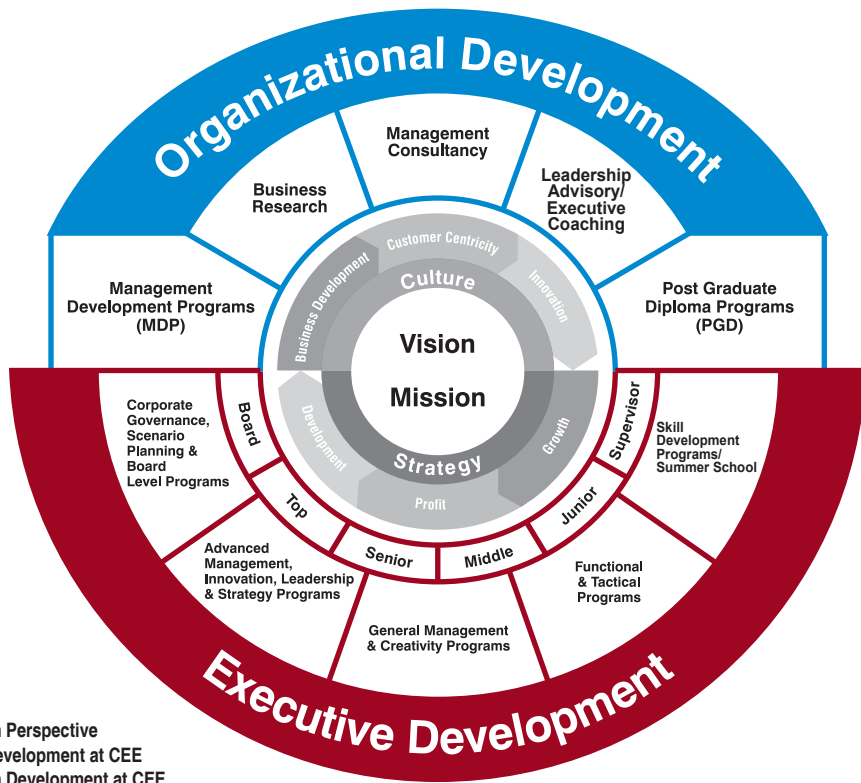 Organizational Development
Management
Consultancy
Business
Research
Leadership
Advisory/
Executive
Coaching
Management
Development Programs
(MDP)
Post Graduate
Diploma Programs
(PGD)
Business Development
Customer Centricity
Innovation
Culture
Vision
Mission
Strategy
Development
Profit
Growth
Board
Top
Senior
Middle
Junior
Supervisor
Corporate
Governance,
Scenario
Planning &
Board
Level Programs
Skill
Development
Programs/
Summer School
Advanced
Management,
Innovation, Leadership
& Strategy Programs
Functional
& Tactical
Programs
General Management
& Creativity Programs
Executive Development
Perspective
evelopment at CEE
Development at CEE